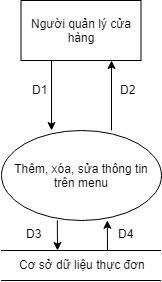 Người quản lý cửa
hàng
D1
D2
Thêm, xóa, sửa thông tin
trên menu
D3
D4
Cơ sở dữ liệu thực đơn